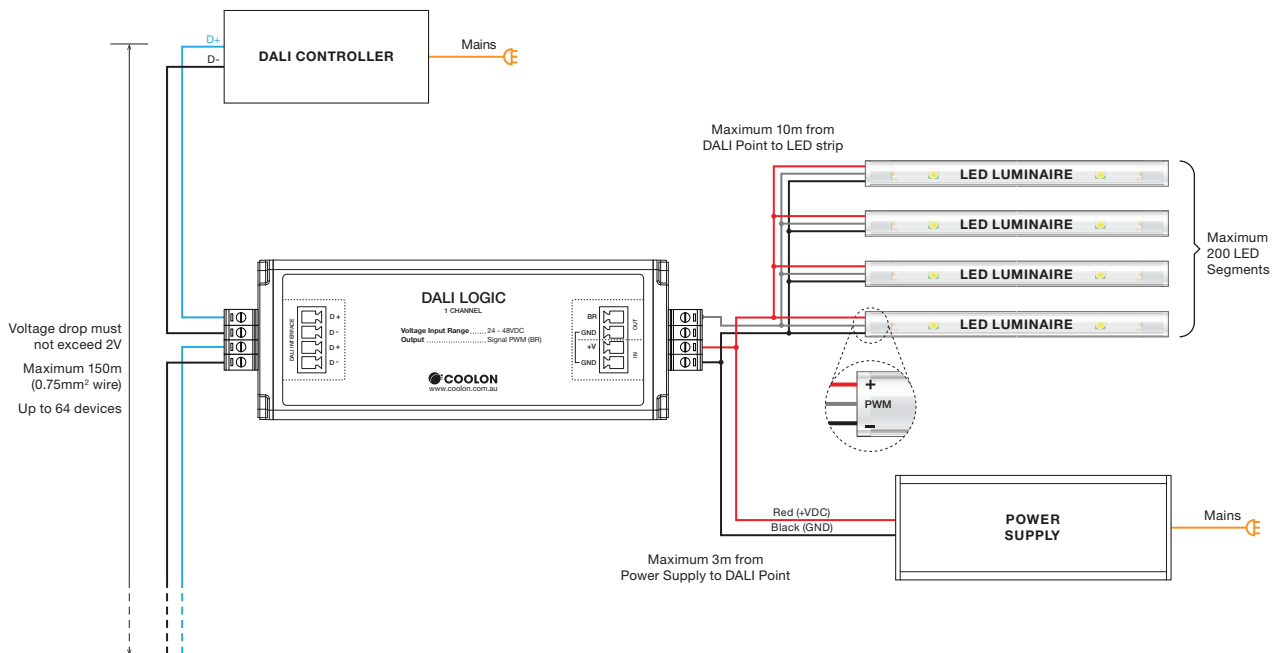 D+
D-
DALI CONTROLLER
Mains
Maximum 10m from
DALI Point to LED strip
LED LUMINAIRE
LED LUMINAIRE
LED LUMINAIRE
LED LUMINAIRE
Maximum
200 LED
Segments
Voltage drop must
not exceed 2V
Maximum 150m
(0.75mm² wire)
Up to 64 devices
DALI INTERFACE
D+
D-
D+
D-
DALI LOGIC
1 CHANNEL
Voltage Input Range ...... 24 - 48VDC
Output ..................... Signal PWM (BR)
COOLON
www.coolon.com.au
BR
GND
+V
GND
OUT
IN
+
PWM
-
Red (+VDC)
Black (GND)
POWER
SUPPLY
Mains
Maximum 3m from
Power Supply to DALI Point